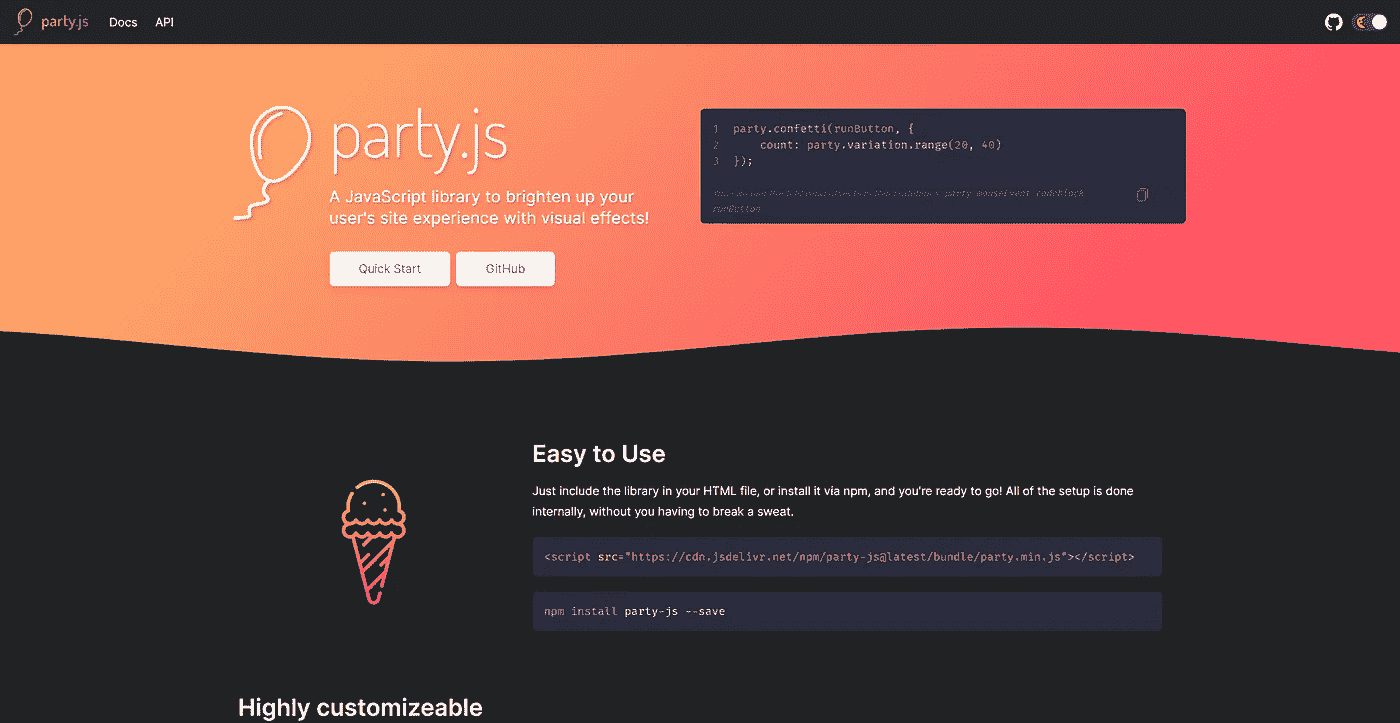 party.js Docs API
party.js
A JavaScript library to brighten up your
user's site experience with visual effects!
Quick Start GitHub
1 party.confetti(runButton, {
2 count: party.variation.range(20, 40)
3 });
party mouseEvent codeBlock
runButton
Easy to Use
Just include the library in your HTML file, or install it via npm, and you're ready to go! All of the setup is done
internally, without you having to break a sweat.
<script src="https://cdn.jsdelivr.net/npm/party-js@latest/bundle/party.min.js"></script>
npm install party-js --save
Highly customizeable